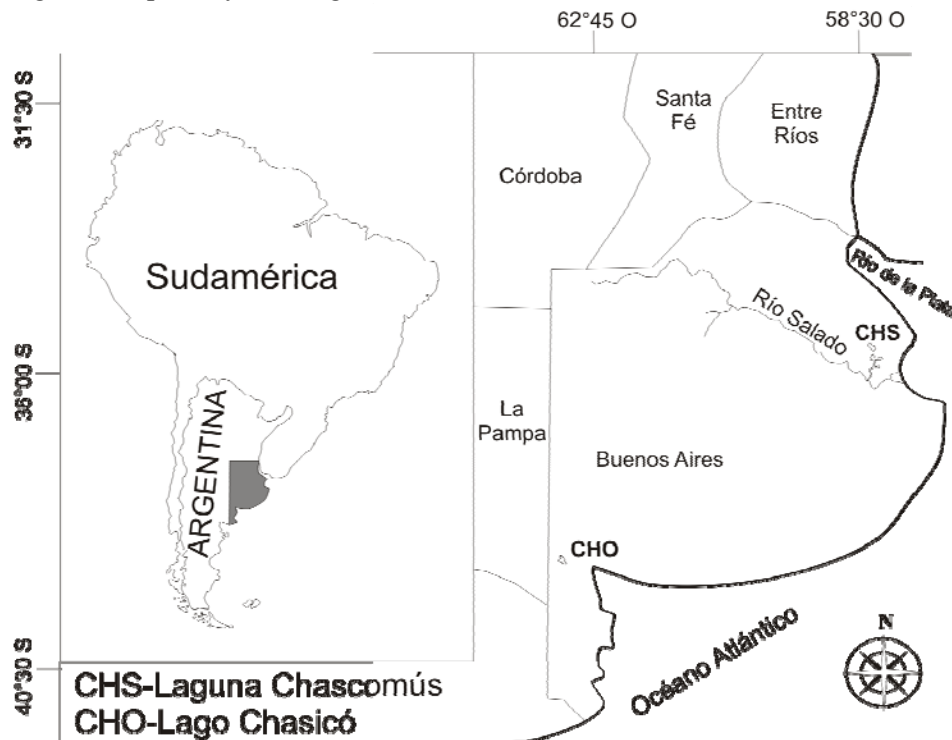 62°45 O
58°30 O
31°30 S
35°00 S
40°30 S
Sudamérica
ARGENTINA
Córdoba
Santa
Fé
Entre
Ríos
Río de la Plata
Río Salado
CHS
La
Pampa
Buenos Aires
CHO
Océano Atlántico
N
CHS-Laguna Chascomús
CHO-Lago Chasicó